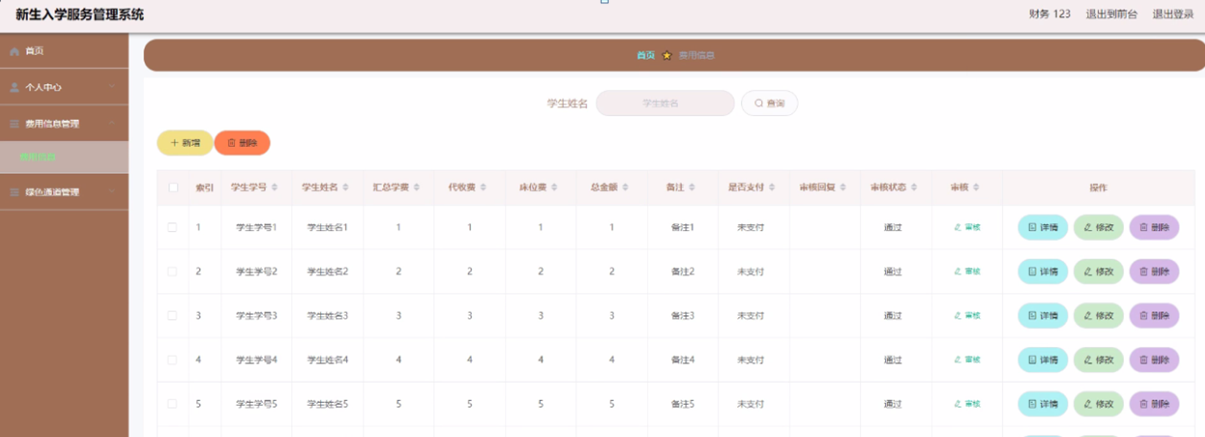 新生入学服务管理系统 财务 123 退出到前台 退出登录
首页
个人中心
费用信息管理
费用信息
绿色通道管理
首页 费用信息
学生姓名 学生姓名 查询
新增 删除
索引 学生学号 学生姓名 汇总学费 代收费 床位费 总金额 备注 是否支付 审核回复 审核状态 审核 操作
1 学生学号1 学生姓名1 1 1 1 1 备注1 未支付 通过 审核 详情 修改 删除
2 学生学号2 学生姓名2 2 2 2 2 备注2 未支付 通过 审核 详情 修改 删除
3 学生学号3 学生姓名3 3 3 3 3 备注3 未支付 通过 审核 详情 修改 删除
4 学生学号4 学生姓名4 4 4 4 4 备注4 未支付 通过 审核 详情 修改 删除
5 学生学号5 学生姓名5 5 5 5 5 备注5 未支付 通过 审核 详情 修改 删除